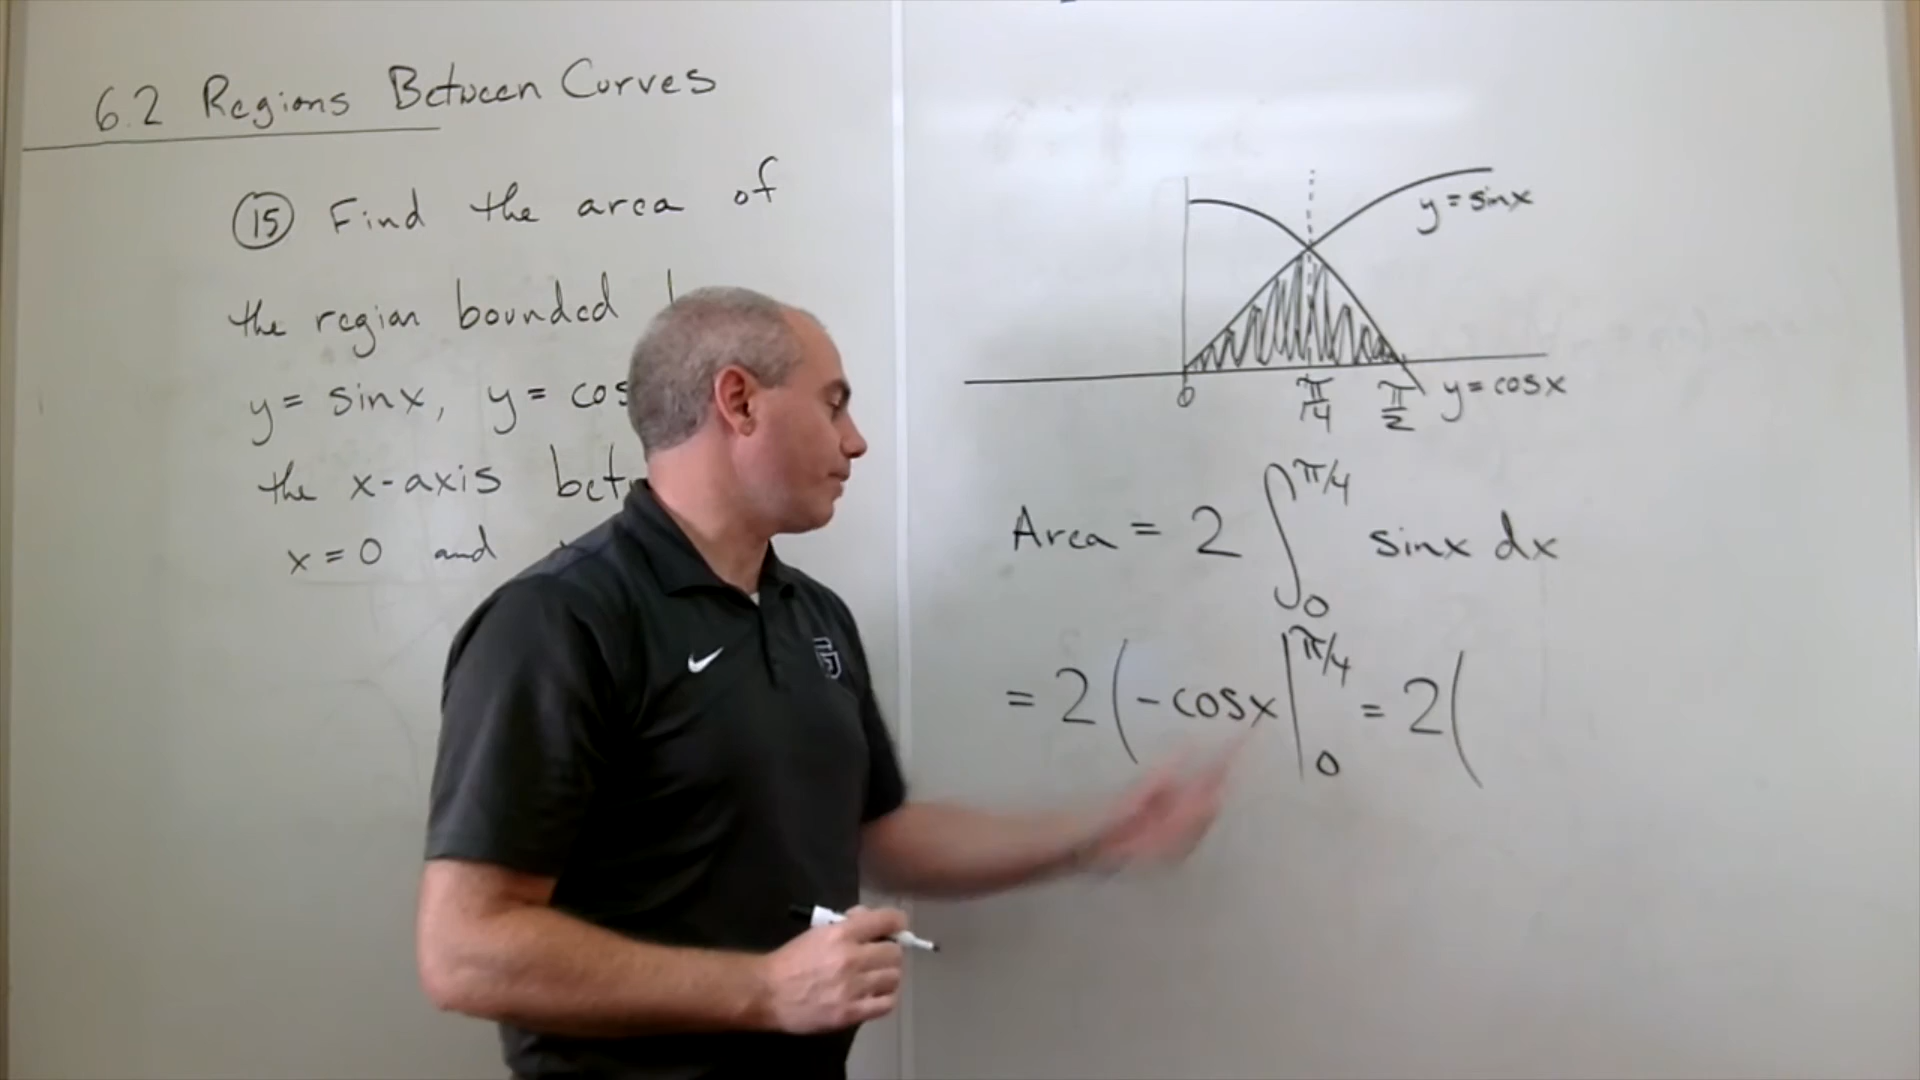 6.2 Regions Between Curves
15 Find the area of
the region bounded
y = sinx, y = cos
the x-axis
x = 0 and
y = sinx
0 π/4 π/2 y = cosx
Area = 2 ∫₀^π/4 sinx dx
= 2 ( -cosx |₀^π/4 = 2 (